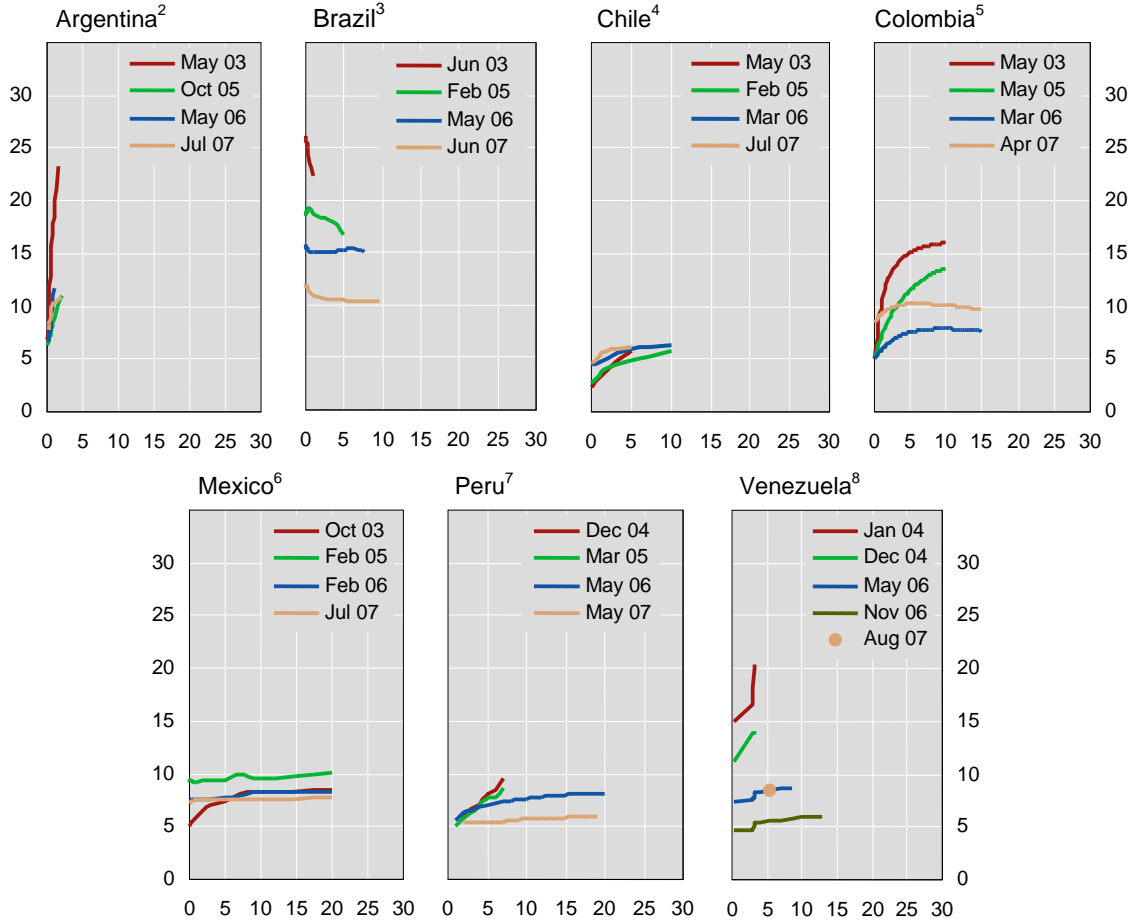 Argentina²
Brazil³
Chile⁴
Colombia⁵
May 03
Oct 05
May 06
Jul 07
Jun 03
Feb 05
May 06
Jun 07
May 03
Feb 05
Mar 06
Jul 07
May 03
May 05
Mar 06
Apr 07
35
30
25
20
15
10
5
0
30
25
20
15
10
5
0
0 5 10 15 20 25 30
0 5 10 15 20 25 30
0 5 10 15 20 25 30
0 5 10 15 20 25 30
Mexico⁶
Peru⁷
Venezuela⁸
Oct 03
Feb 05
Feb 06
Jul 07
Dec 04
Mar 05
May 06
May 07
Jan 04
Dec 04
May 06
Nov 06
Aug 07
30
25
20
15
10
5
0
30
25
20
15
10
5
0
0 5 10 15 20 25 30
0 5 10 15 20 25 30
0 5 10 15 20 25 30